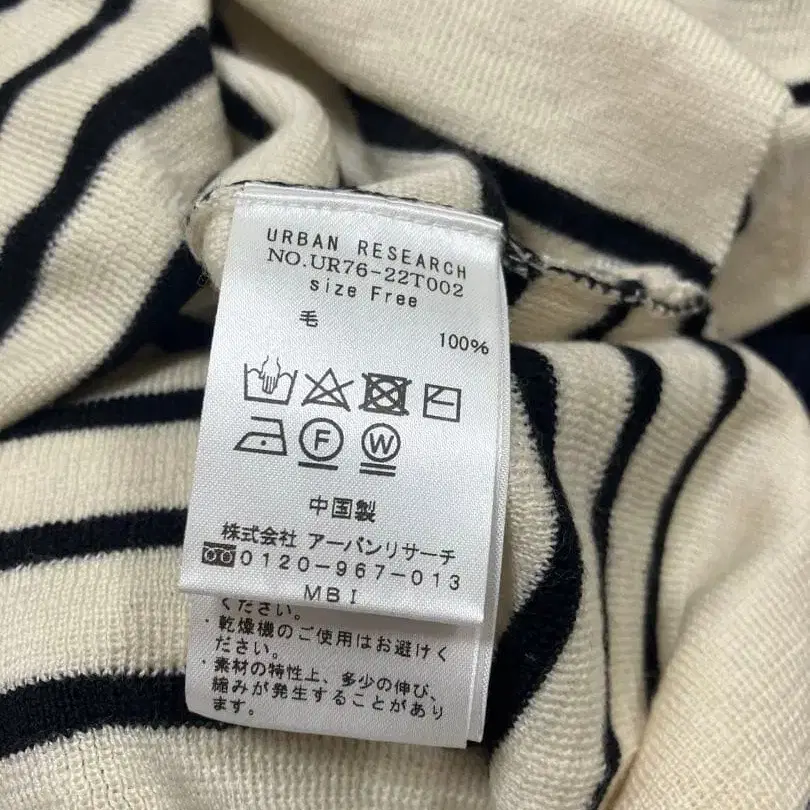 URBAN RESEARCH
NO.UR76-22T002
size Free
毛 100%
F W
中国製
株式会社 アーバンリサーチ
0120-967-013
MBI
ください。
・乾燥機のご使用はお避けく
ださい。
・素材の特性上、多少の伸び、
縮みが発生することがあり
ます。